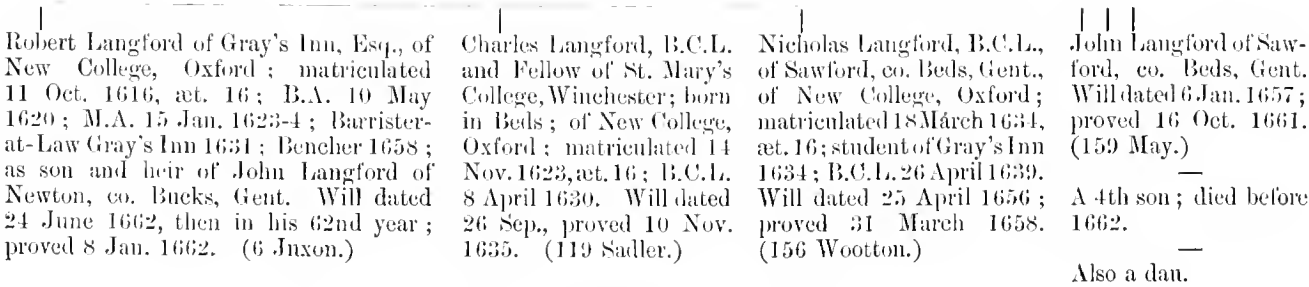 Robert Langford of Gray's Inn, Esq., of
New College, Oxford ; matriculated
11 Oct. 1616, æt. 16 ; B.A. 10 May
1620 ; M.A. 15 Jan. 1623-4 ; Barrister-
at-Law Gray's Inn 1631 ; Bencher 1658 ;
as son and heir of John Langford of
Newton, co. Bucks, Gent. Will dated
24 June 1662, then in his 62nd year ;
proved 8 Jan. 1662. (6 Juxon.)
Charles Langford, B.C.L.
and Fellow of St. Mary's
College, Winchester ; born
in Beds ; of New College,
Oxford ; matriculated 14
Nov. 1623, æt. 16 ; B.C.L.
8 April 1630. Will dated
26 Sep., proved 10 Nov.
1635. (119 Sadler.)
Nicholas Langford, B.C.L.,
of Sawford, co. Beds, Gent.,
of New College, Oxford ;
matriculated 18 March 1634,
æt. 16 ; student of Gray's Inn
1634 ; B.C.L. 26 April 1639.
Will dated 25 April 1656 ;
proved 31 March 1658.
(156 Wootton.)
John Langford of Saw-
ford, co. Beds, Gent.
Will dated 6 Jan. 1657 ;
proved 16 Oct. 1661.
(159 May.)
A 4th son ; died before
1662.
Also a dau.